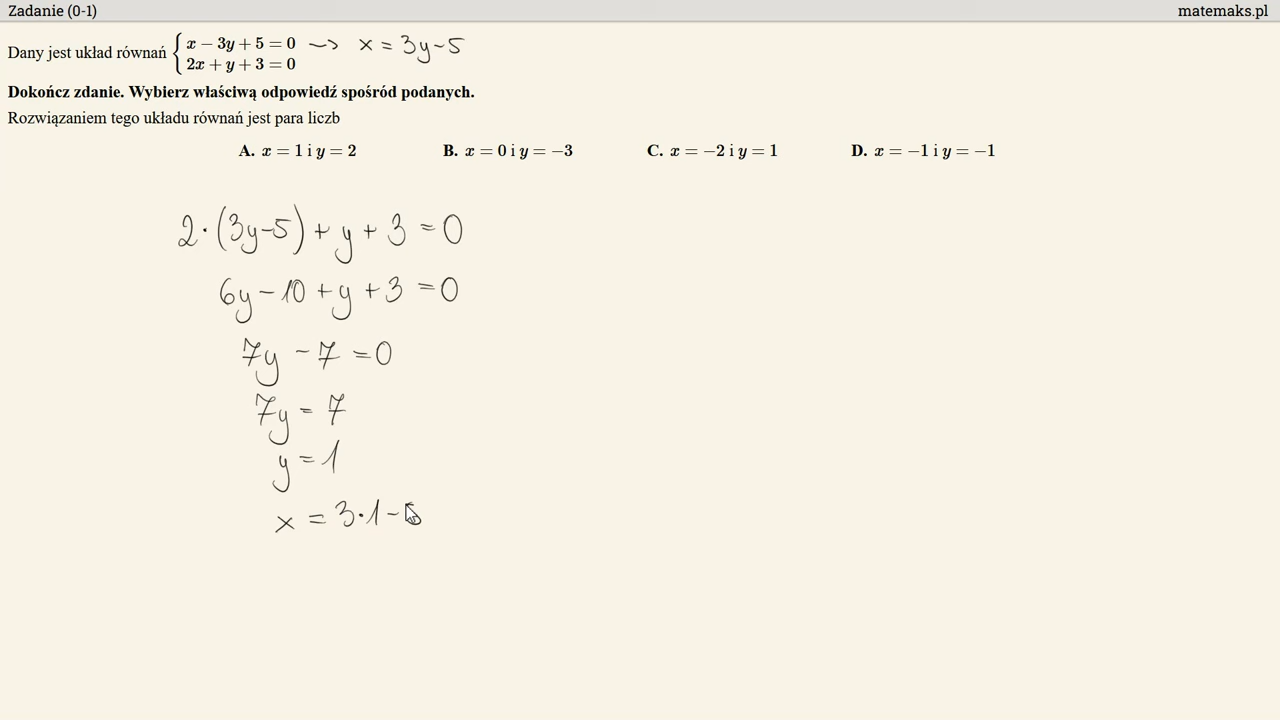 Zadanie (0-1) matemaks.pl
Dany jest układ równań { x − 3y + 5 = 0 → x = 3y−5
2x + y + 3 = 0
Dokończ zdanie. Wybierz właściwą odpowiedź spośród podanych.
Rozwiązaniem tego układu równań jest para liczb
A. x = 1 i y = 2 B. x = 0 i y = −3 C. x = −2 i y = 1 D. x = −1 i y = −1
2·(3y−5)+y+3=0
6y−10+y+3=0
7y−7=0
7y=7
y=1
x=3·1−